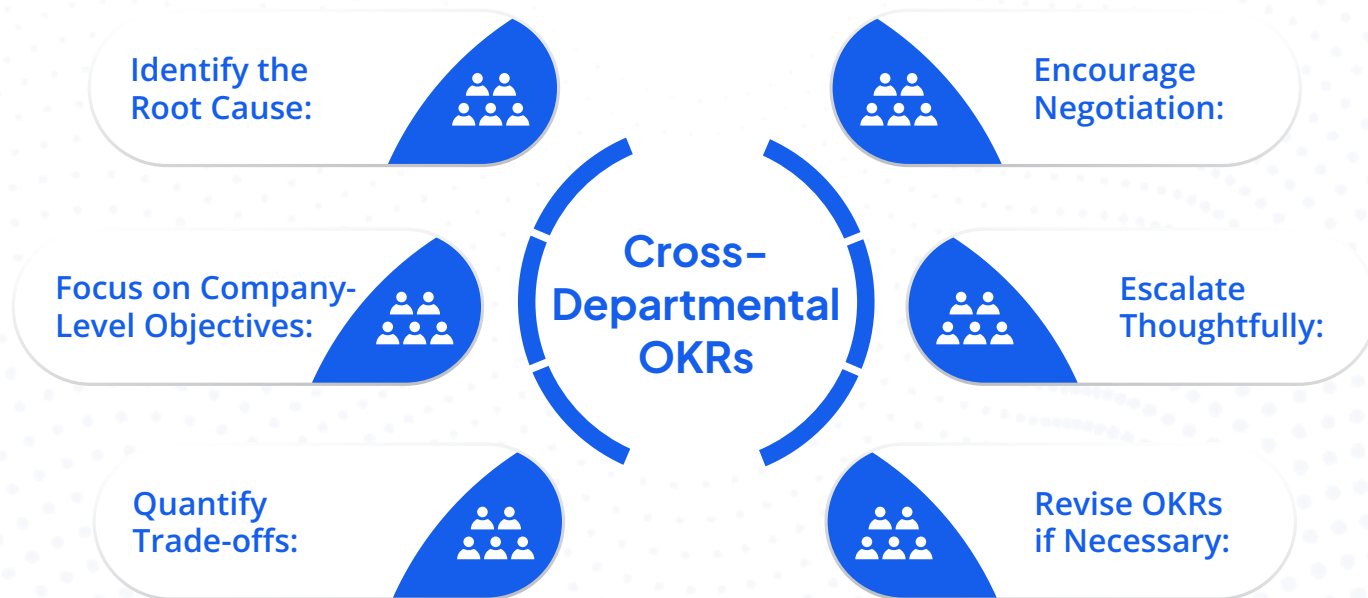 Identify the
Root Cause:
Focus on Company-
Level Objectives:
Quantify
Trade-offs:
Cross-
Departmental
OKRs
Encourage
Negotiation:
Escalate
Thoughtfully:
Revise OKRs
if Necessary: